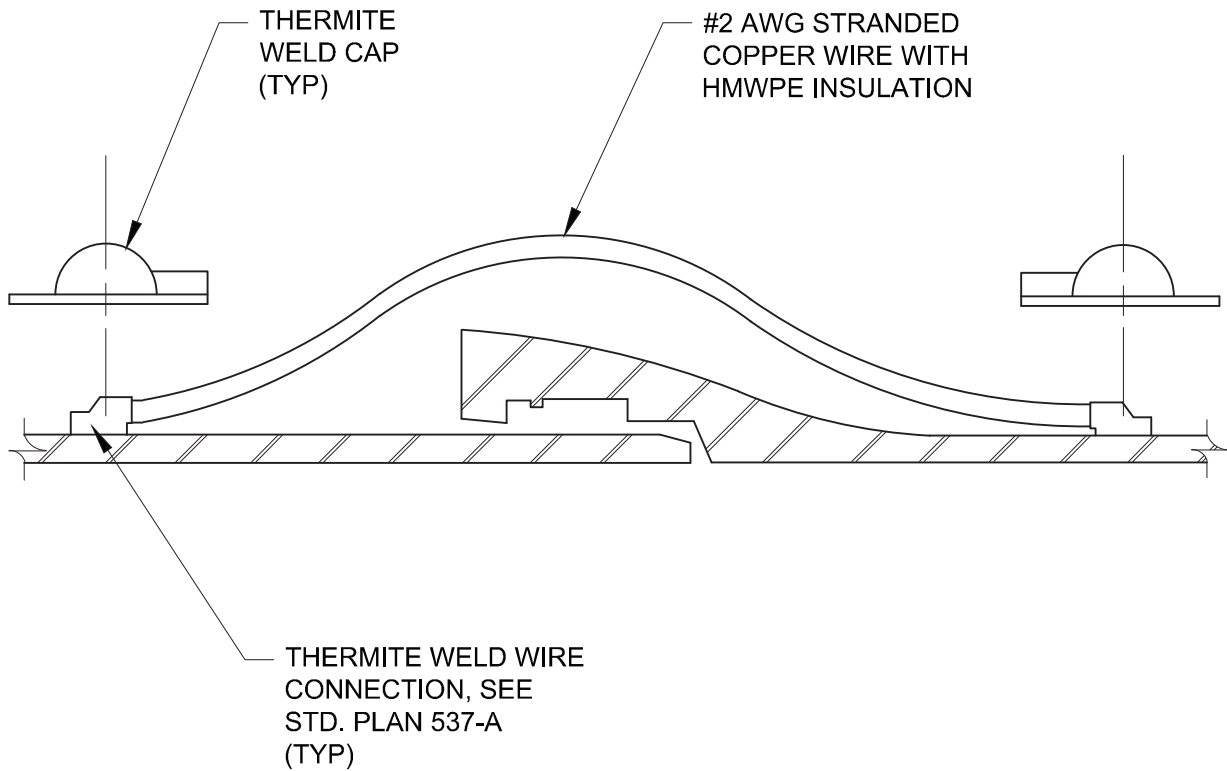 THERMITE
WELD CAP
(TYP)
#2 AWG STRANDED
COPPER WIRE WITH
HMWPE INSULATION
THERMITE WELD WIRE
CONNECTION, SEE
STD. PLAN 537-A
(TYP)